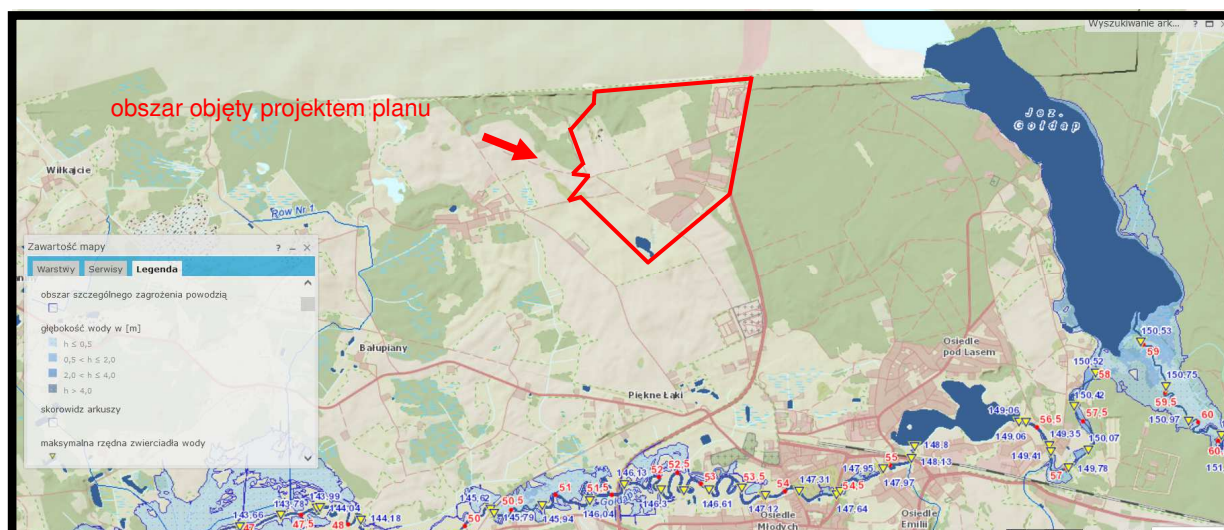 Wyszukiwanie ark... ?
obszar objęty projektem planu
Jez.
Gołdap
Wilkajcie
Row Nr 1
Zawartość mapy ? – ×
Warstwy Serwisy Legenda
obszar szczególnego zagrożenia powodzią
głębokość wody w [m]
h ≤ 0,5
0,5 < h ≤ 2,0
2,0 < h ≤ 4,0
h > 4,0
skorowidz arkuszy
maksymalna rzędna zwierciadła wody
Bałupiany
Piękne Łąki
Osiedle
pod Lasem
150,53
59
150,52
58
150,75
59,5
150,42
57,5
150,97
60
60
151
149,06
149,06
56,5
149,35
149,41
150,07
57
149,78
148,8
148,13
55
147,95
147,97
54,5
147,64
147,31
54
147,12
53,5
53
146,61
52,5
52
146,3
146,13
51,5
146,04
Gołdapa
51
145,94
50,5
145,79
145,62
50
144,18
143,99
144,04
143,78
143,66
47
47,5
48
Osiedle
Młodych
Osiedle
Emilii